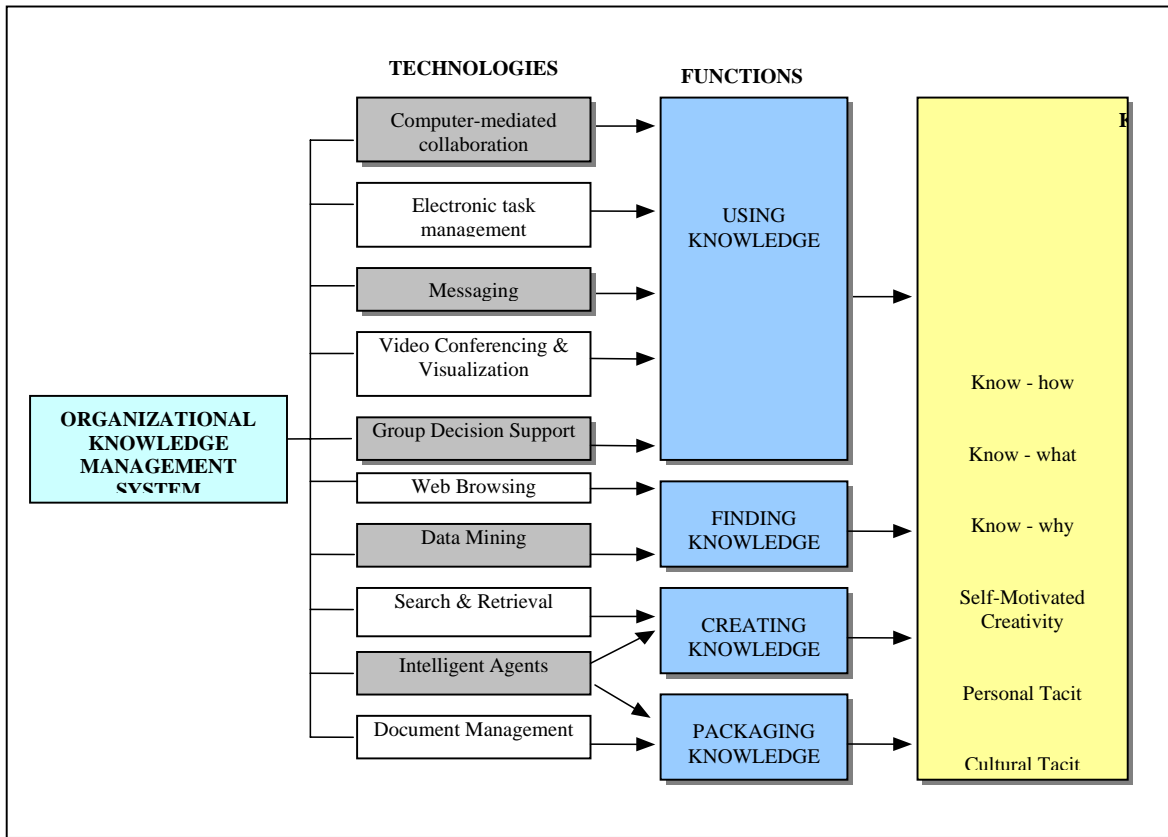 TECHNOLOGIES
FUNCTIONS
Computer-mediated
collaboration
Electronic task
management
Messaging
Video Conferencing &
Visualization
Group Decision Support
Web Browsing
Data Mining
Search & Retrieval
Intelligent Agents
Document Management
ORGANIZATIONAL
KNOWLEDGE
MANAGEMENT
SYSTEM
USING
KNOWLEDGE
FINDING
KNOWLEDGE
CREATING
KNOWLEDGE
PACKAGING
KNOWLEDGE
Know - how
Know - what
Know - why
Self-Motivated
Creativity
Personal Tacit
Cultural Tacit